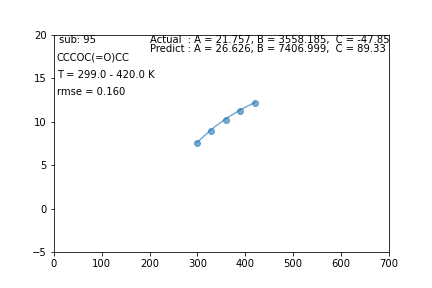 sub: 95
Actual : A = 21.757, B = 3558.185, C = -47.85
Predict : A = 26.626, B = 7406.999, C = 89.33
CCCOC(=O)CC
T = 299.0 - 420.0 K
rmse = 0.160
20
15
10
5
0
−5
0 100 200 300 400 500 600 700